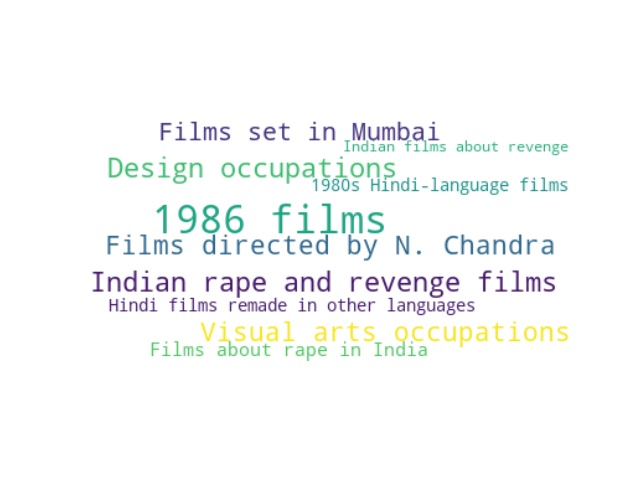 Films set in Mumbai
Indian films about revenge
Design occupations
1980s Hindi-language films
1986 films
Films directed by N. Chandra
Indian rape and revenge films
Hindi films remade in other languages
Visual arts occupations
Films about rape in India